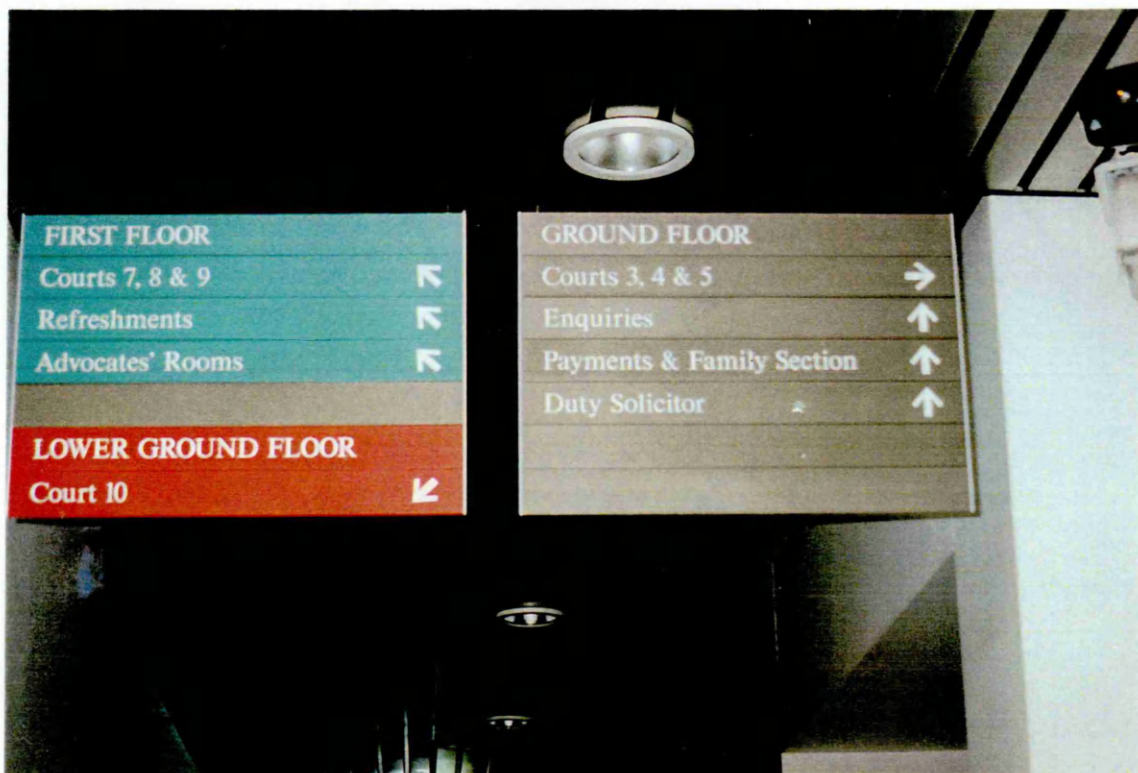 FIRST FLOOR
Courts 7, 8 & 9
Refreshments
Advocates' Rooms
LOWER GROUND FLOOR
Court 10
GROUND FLOOR
Courts 3, 4 & 5
Enquiries
Payments & Family Section
Duty Solicitor